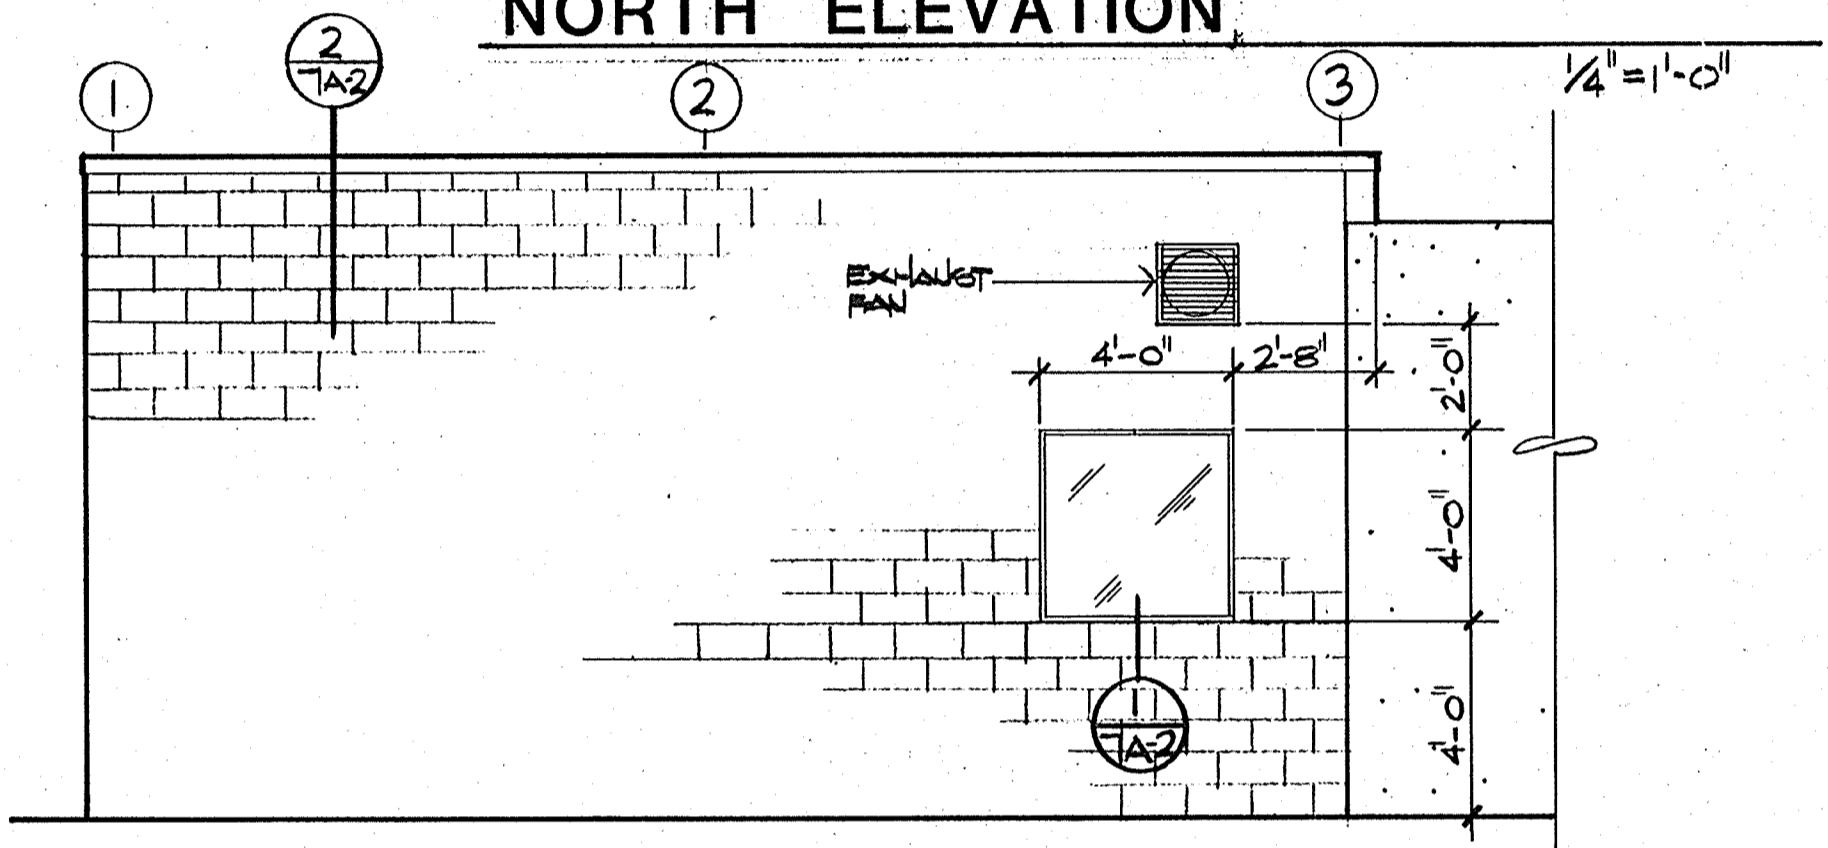 NORTH ELEVATION
1/4" = 1'-0"
1
2
7A-2
2
3
EXHAUST
FAN
4'-0"
2'-8"
2'-0"
4'-0"
4'-0"
1
7A-2